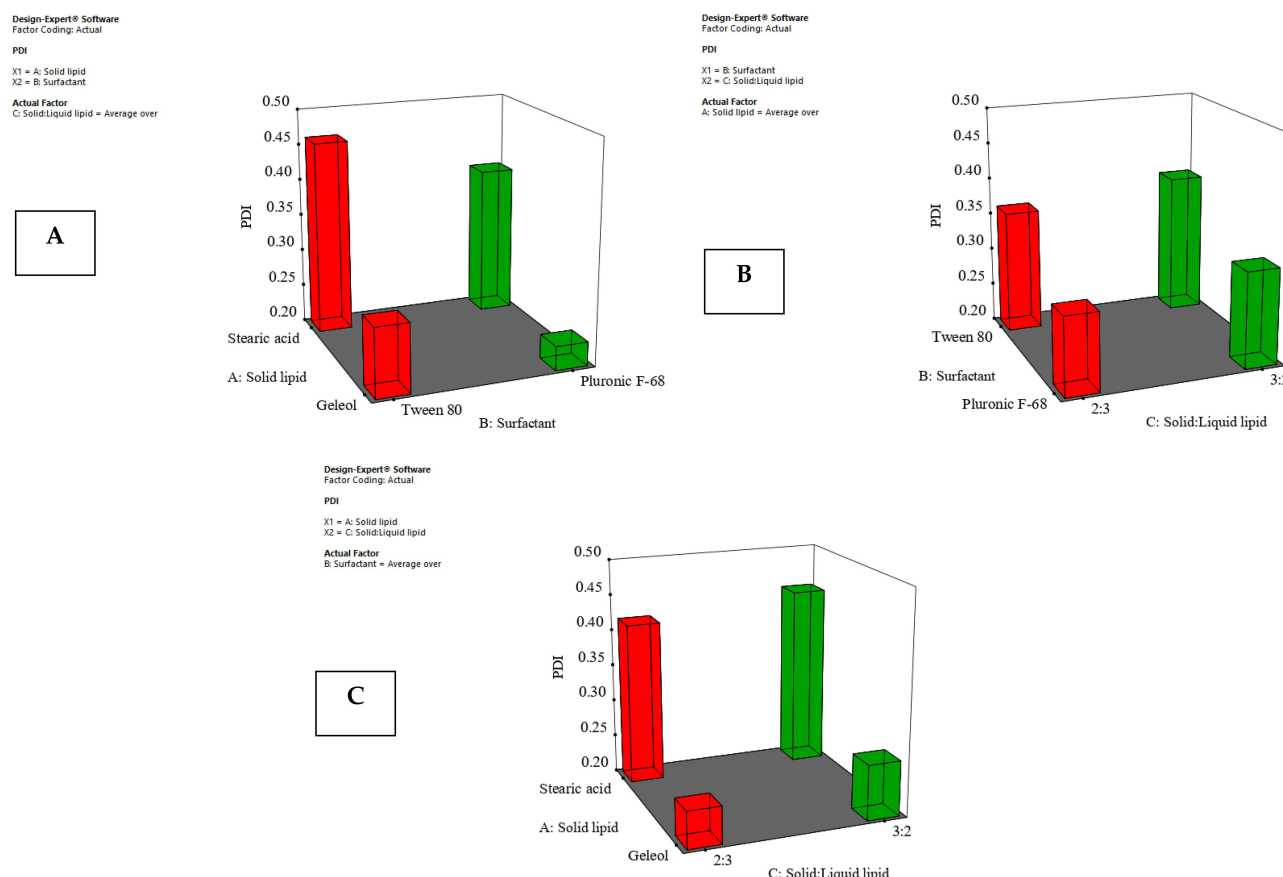 Design-Expert® Software
Factor Coding: Actual
PDI
X1 = A: Solid lipid
X2 = B: Surfactant
Actual Factor
C: Solid:Liquid lipid = Average over
A
0.50
0.45
0.40
0.35
0.30
0.25
0.20
PDI
Stearic acid
A: Solid lipid
Geleol
Tween 80
Pluronic F-68
B: Surfactant
Design-Expert® Software
Factor Coding: Actual
PDI
X1 = B: Surfactant
X2 = C: Solid:Liquid lipid
Actual Factor
A: Solid lipid = Average over
B
0.50
0.45
0.40
0.35
0.30
0.25
0.20
PDI
Tween 80
B: Surfactant
Pluronic F-68
2:3
3:2
C: Solid:Liquid lipid
Design-Expert® Software
Factor Coding: Actual
PDI
X1 = A: Solid lipid
X2 = C: Solid:Liquid lipid
Actual Factor
B: Surfactant = Average over
C
0.50
0.45
0.40
0.35
0.30
0.25
0.20
PDI
Stearic acid
A: Solid lipid
Geleol
2:3
3:2
C: Solid:Liquid lipid